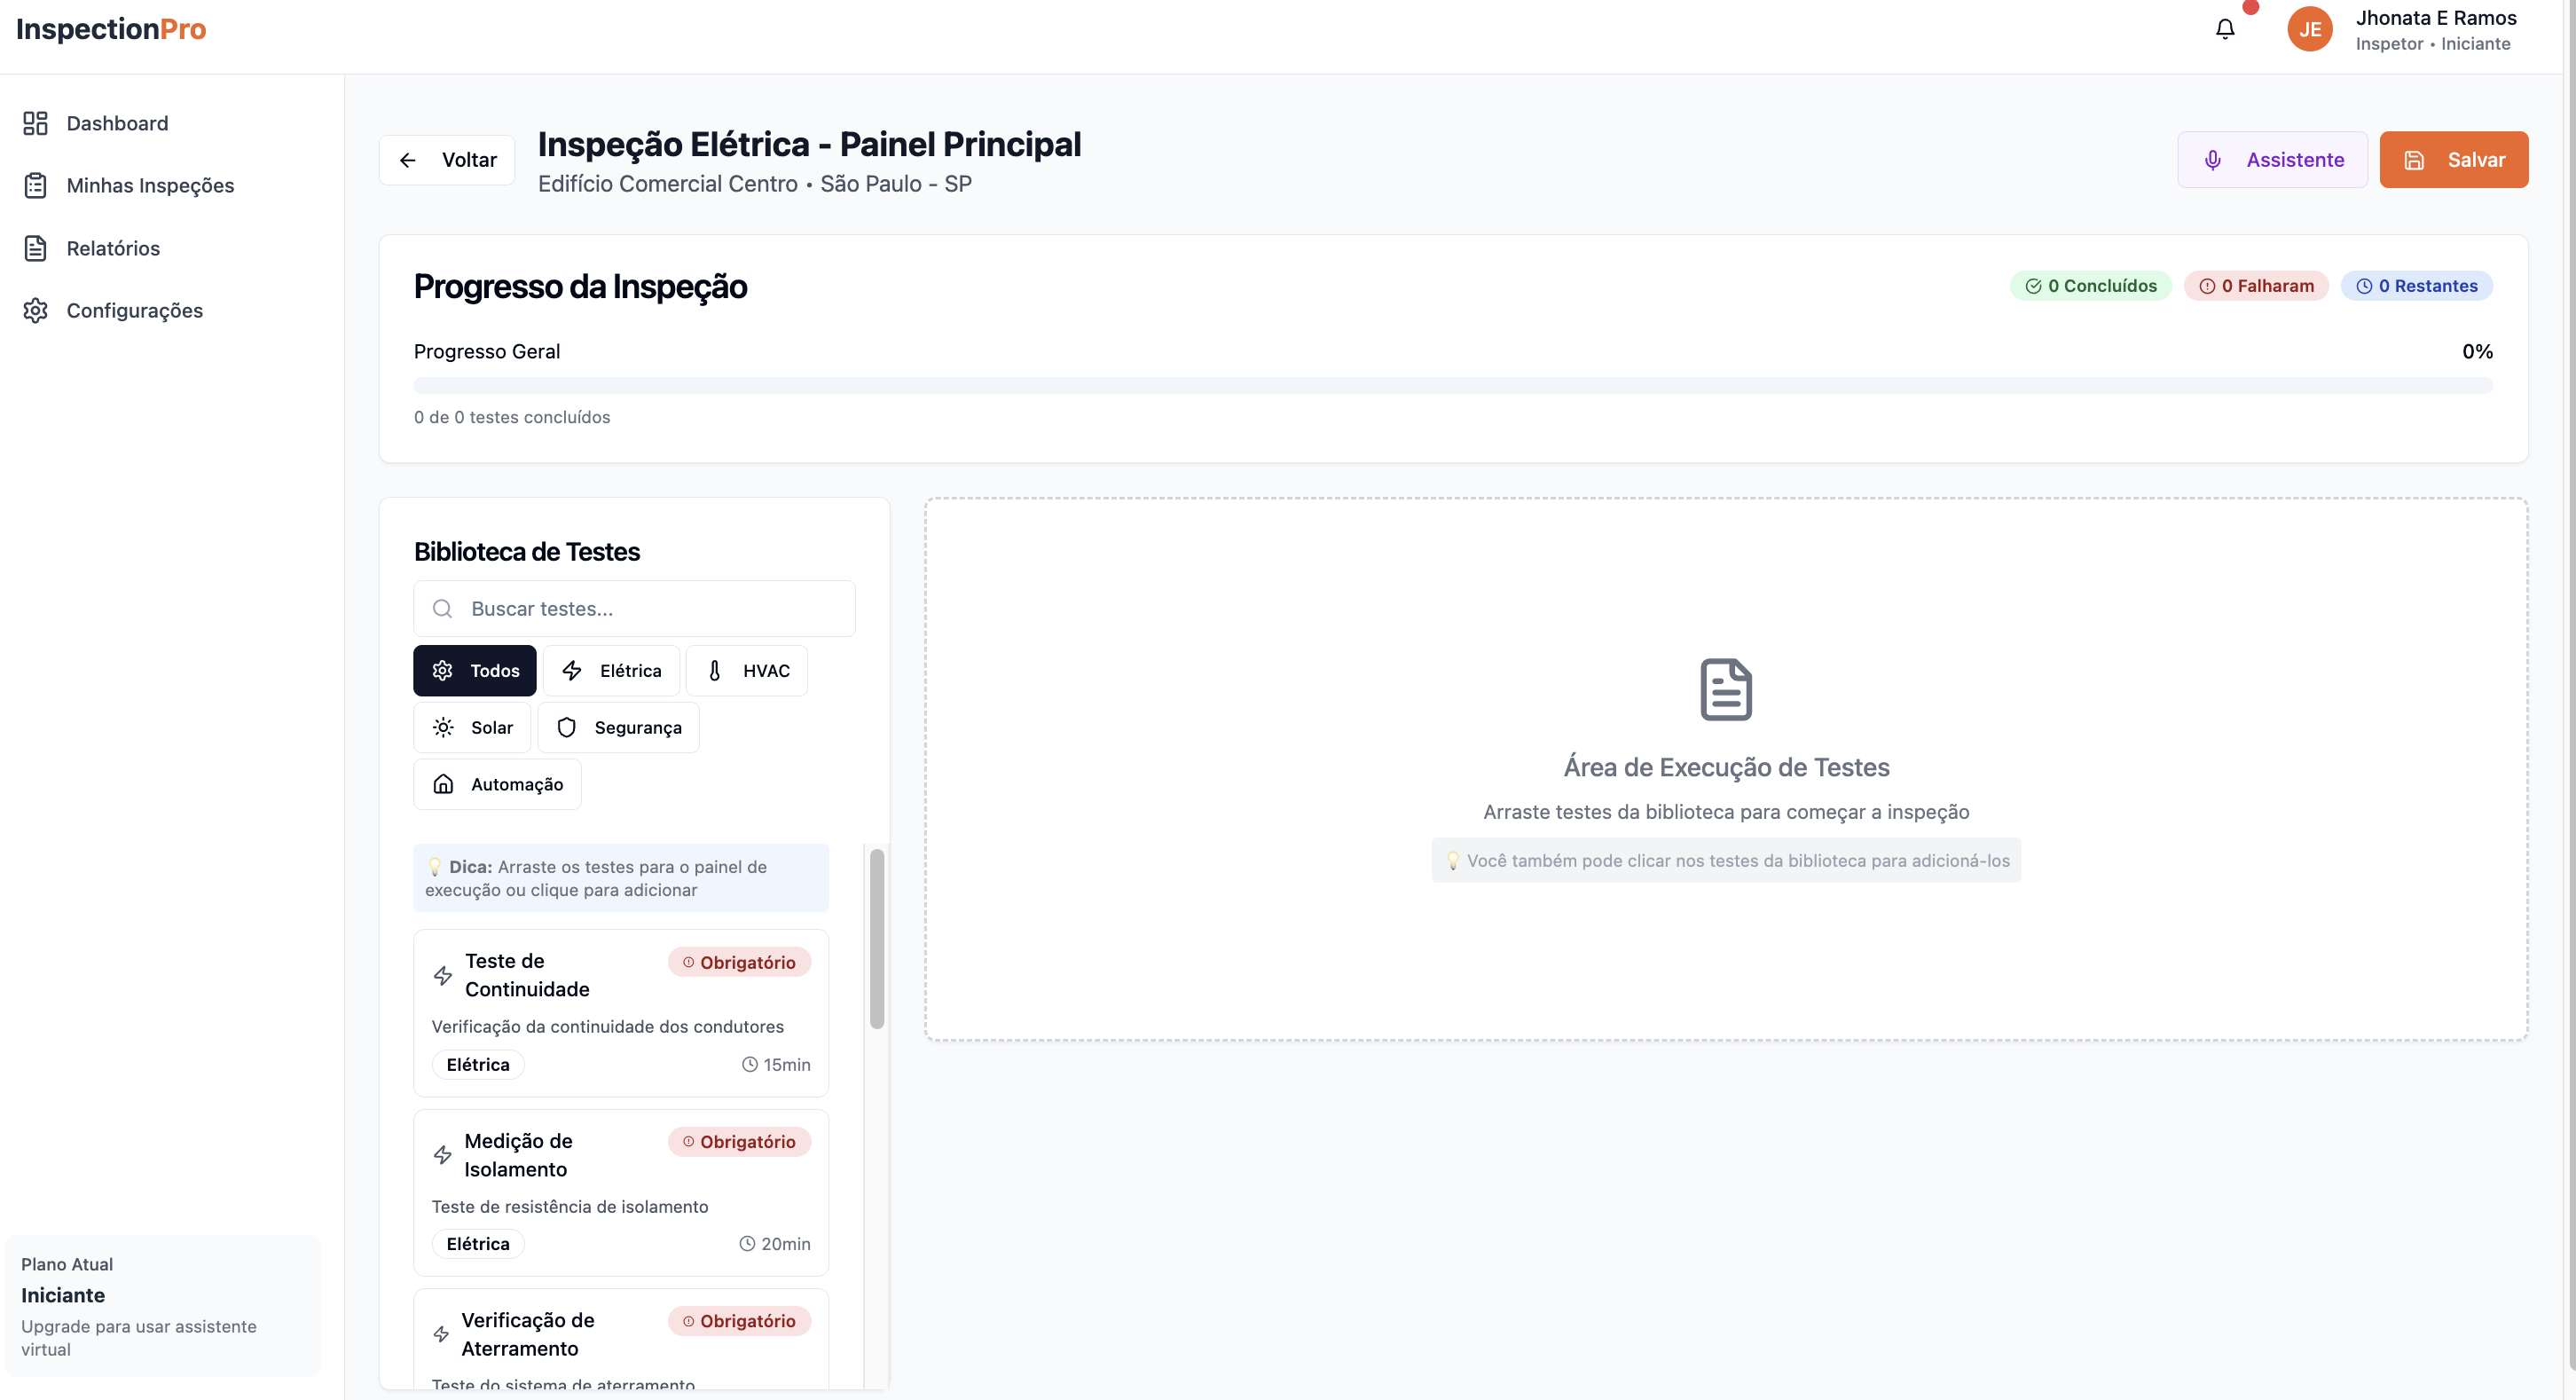 InspectionPro
JE
Jhonata E Ramos
Inspetor • Iniciante
Dashboard
Minhas Inspeções
Relatórios
Configurações
Plano Atual
Iniciante
Upgrade para usar assistente
virtual
Voltar
Inspeção Elétrica - Painel Principal
Edifício Comercial Centro • São Paulo - SP
Assistente
Salvar
Progresso da Inspeção
0 Concluídos
0 Falharam
0 Restantes
Progresso Geral
0%
0 de 0 testes concluídos
Biblioteca de Testes
Buscar testes...
Todos
Elétrica
HVAC
Solar
Segurança
Automação
💡 Dica: Arraste os testes para o painel de
execução ou clique para adicionar
Teste de
Continuidade
Obrigatório
Verificação da continuidade dos condutores
Elétrica
15min
Medição de
Isolamento
Obrigatório
Teste de resistência de isolamento
Elétrica
20min
Verificação de
Aterramento
Obrigatório
Teste do sistema de aterramento
Área de Execução de Testes
Arraste testes da biblioteca para começar a inspeção
💡 Você também pode clicar nos testes da biblioteca para adicioná-los